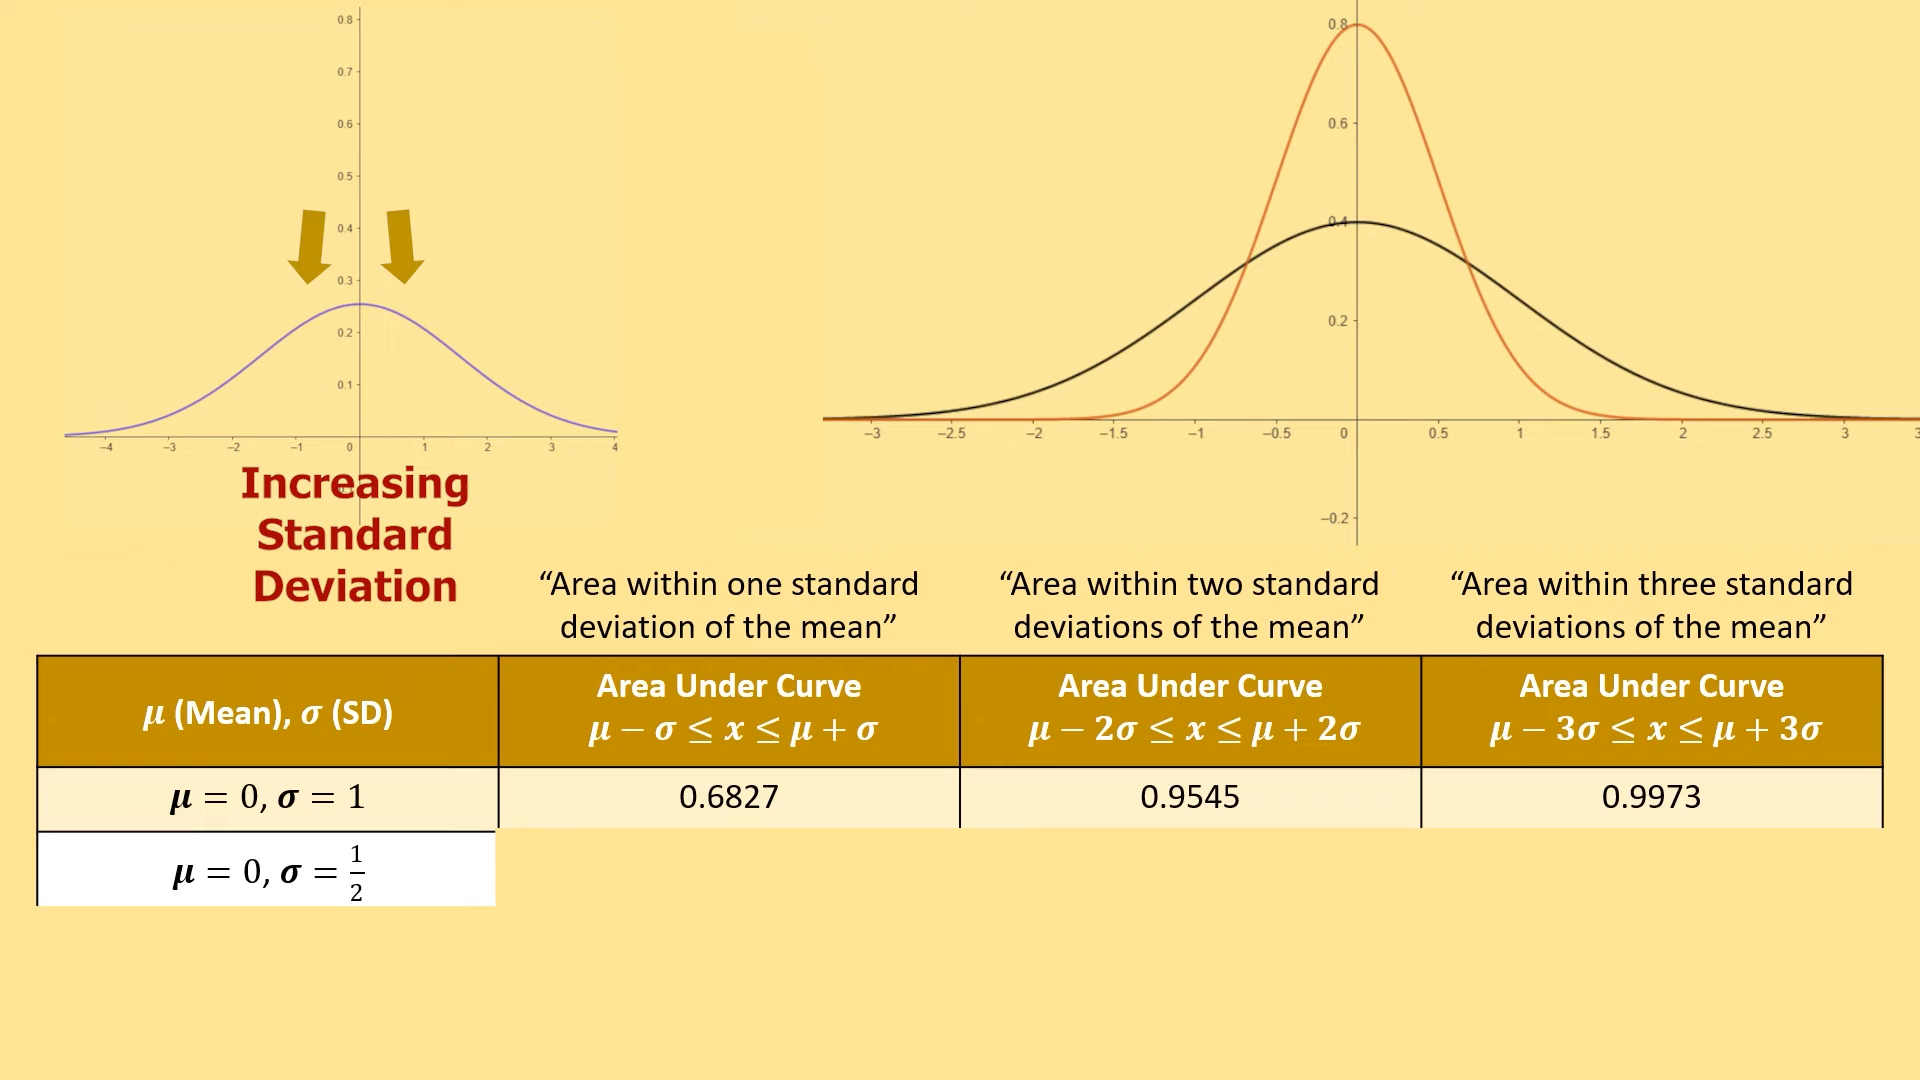 0.8
0.7
0.6
0.5
0.4
0.3
0.2
0.1
−4 −3 −2 −1 0 1 2 3 4
0.8
0.6
0.4
0.2
−3 −2.5 −2 −1.5 −1 −0.5 0 0.5 1 1.5 2 2.5 3
−0.2
Increasing
Standard
Deviation
“Area within one standard
deviation of the mean”
“Area within two standard
deviations of the mean”
“Area within three standard
deviations of the mean”
μ (Mean), σ (SD)
Area Under Curve
μ − σ ≤ x ≤ μ + σ
Area Under Curve
μ − 2σ ≤ x ≤ μ + 2σ
Area Under Curve
μ − 3σ ≤ x ≤ μ + 3σ
μ = 0, σ = 1
0.6827
0.9545
0.9973
μ = 0, σ = 1/2